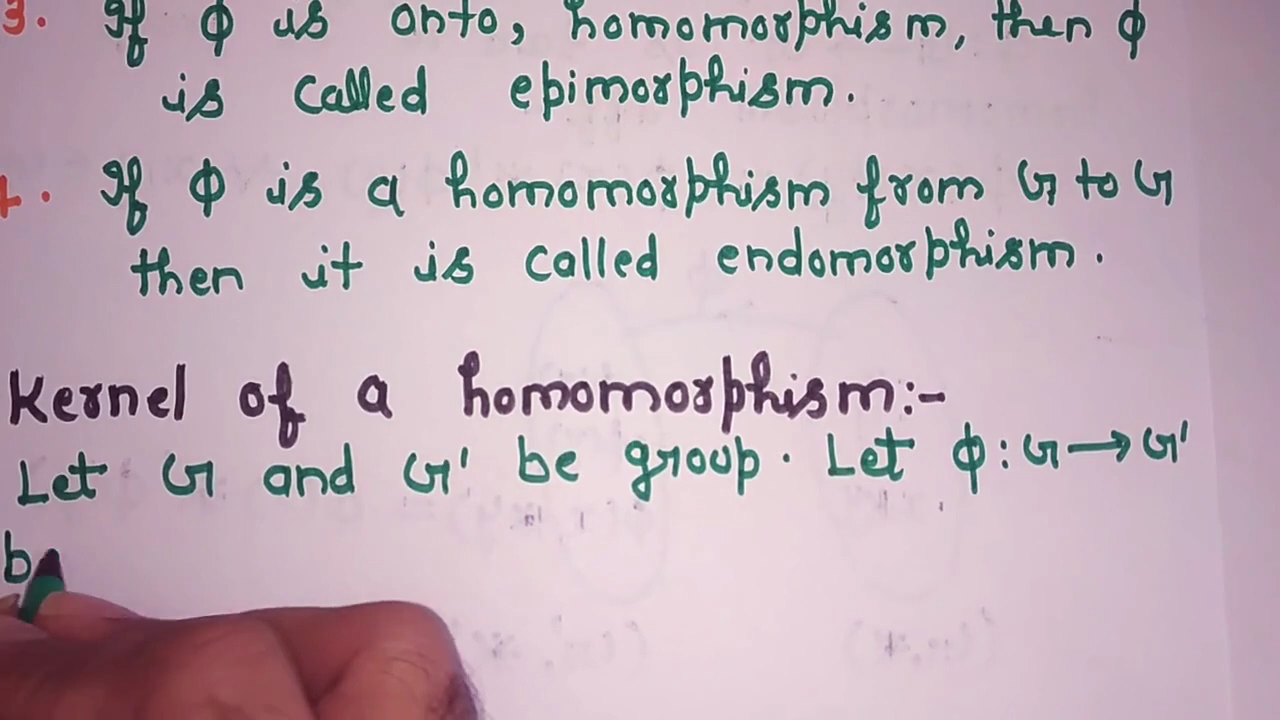 3. If ϕ is onto, homomorphism, then ϕ
is called epimorphism.
If ϕ is a homomorphism from G to G
then it is called endomorphism.
Kernel of a homomorphism:-
Let G and G' be group. Let ϕ:G→G'
b